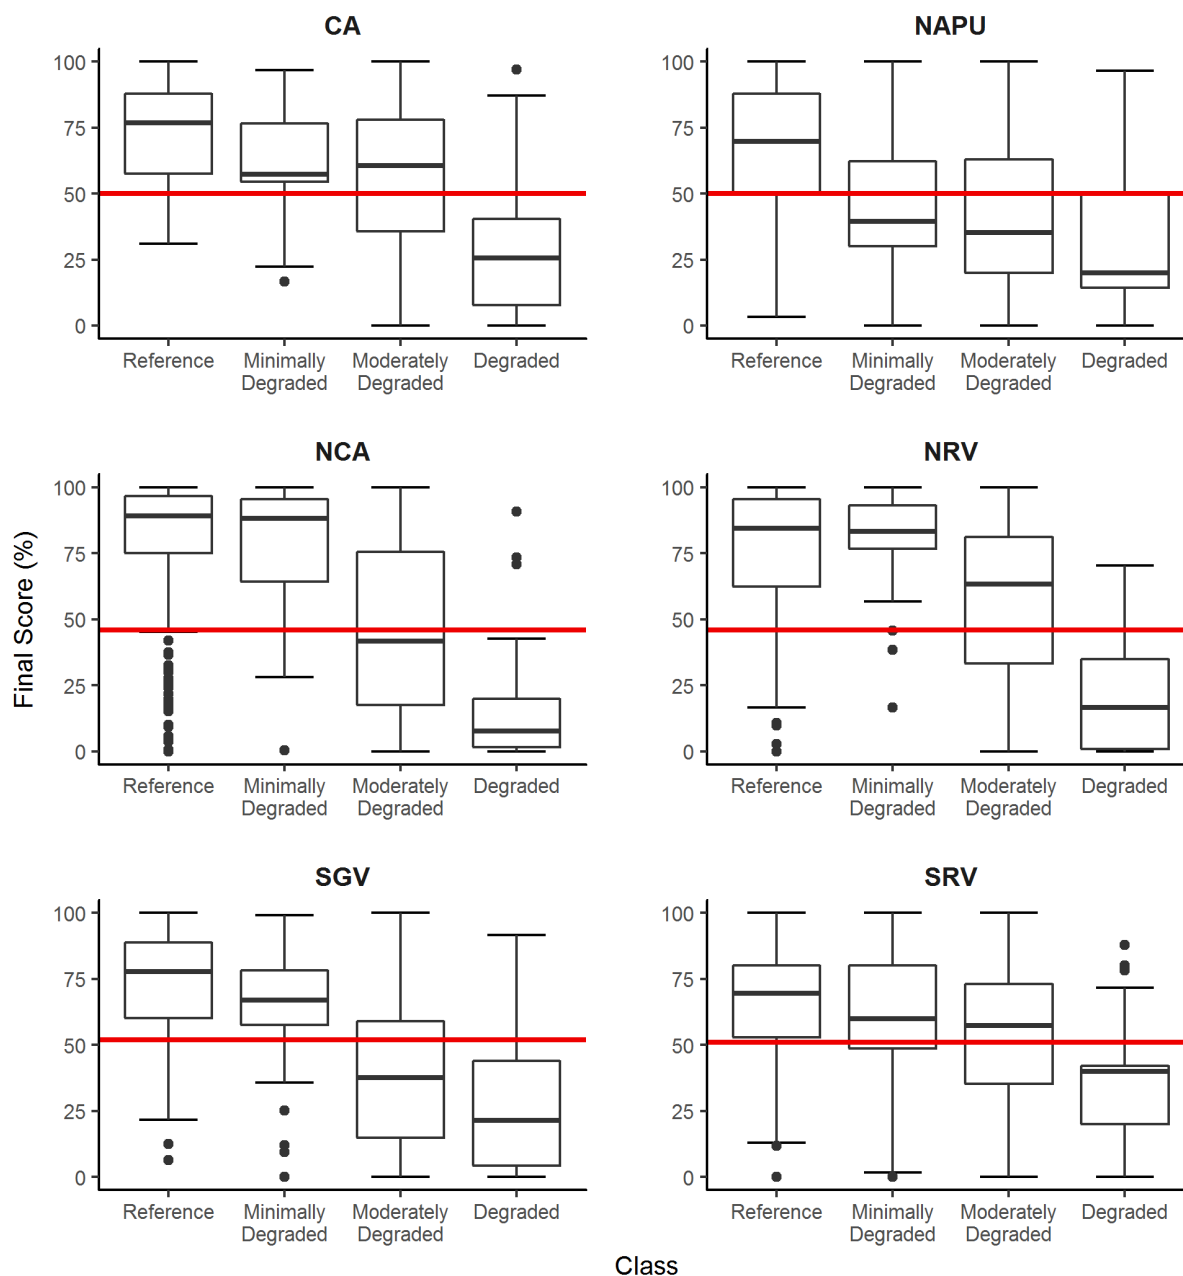 CA
100
75
50
25
0
Reference
Minimally
Degraded
Moderately
Degraded
Degraded
NAPU
100
75
50
25
0
Reference
Minimally
Degraded
Moderately
Degraded
Degraded
Final Score (%)
NCA
100
75
50
25
0
Reference
Minimally
Degraded
Moderately
Degraded
Degraded
NRV
100
75
50
25
0
Reference
Minimally
Degraded
Moderately
Degraded
Degraded
SGV
100
75
50
25
0
Reference
Minimally
Degraded
Moderately
Degraded
Degraded
SRV
100
75
50
25
0
Reference
Minimally
Degraded
Moderately
Degraded
Degraded
Class